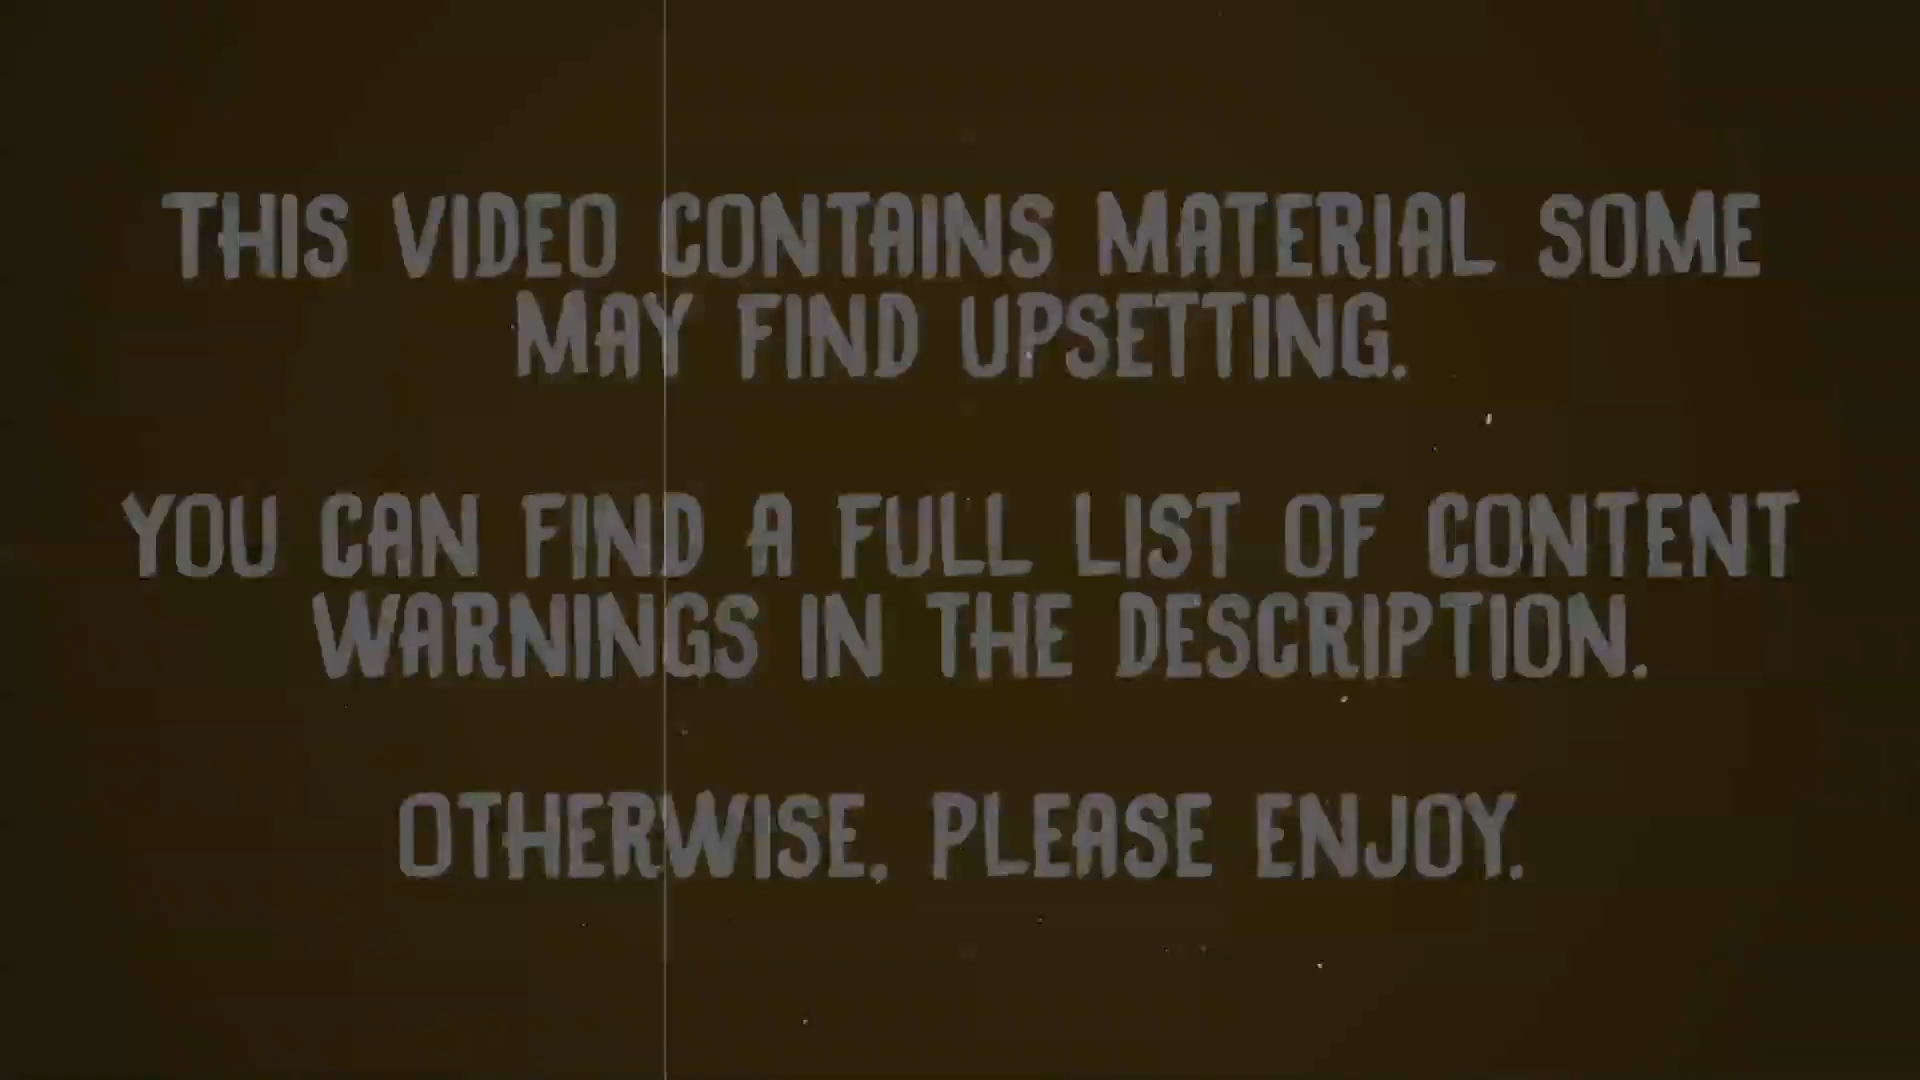 THIS VIDEO CONTAINS MATERIAL SOME
MAY FIND UPSETTING.
YOU CAN FIND A FULL LIST OF CONTENT
WARNINGS IN THE DESCRIPTION.
OTHERWISE, PLEASE ENJOY.